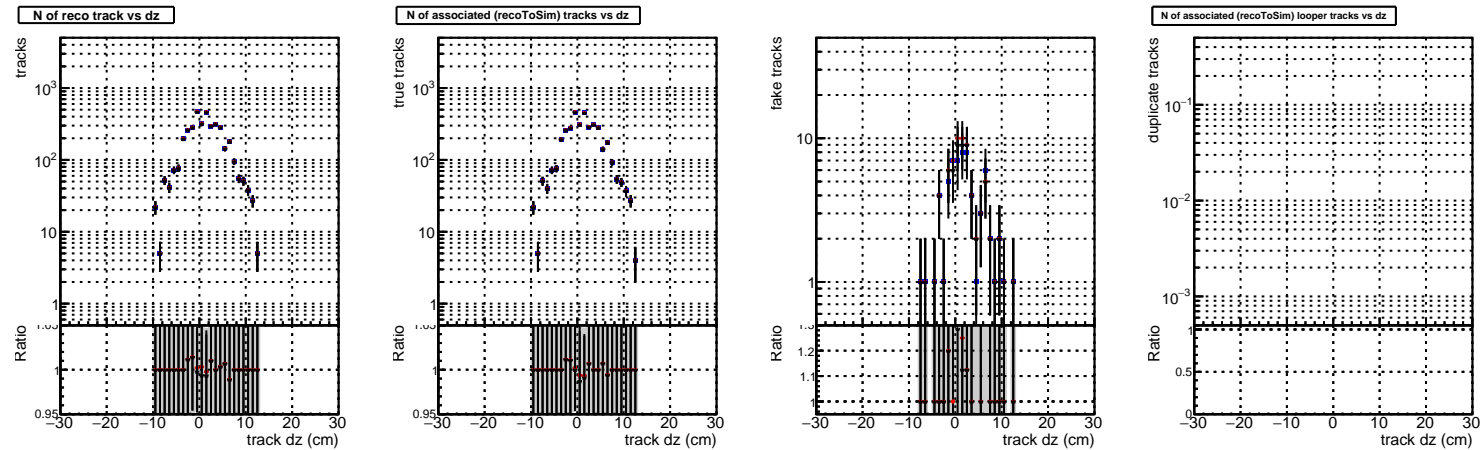 N of reco track vs dz
tracks
10³
10²
10
1
Ratio
1
0.95
−30 −20 −10 0 10 20 30
track dz (cm)
N of associated (recoToSim) tracks vs dz
true tracks
10³
10²
10
1
Ratio
1
0.95
−30 −20 −10 0 10 20 30
track dz (cm)
fake tracks
10
1
Ratio
1.2
1.1
1
−30 −20 −10 0 10 20 30
track dz (cm)
N of associated (recoToSim) looper tracks vs dz
duplicate tracks
10⁻¹
10⁻²
10⁻³
Ratio
1
0.5
0
−30 −20 −10 0 10 20 30
track dz (cm)